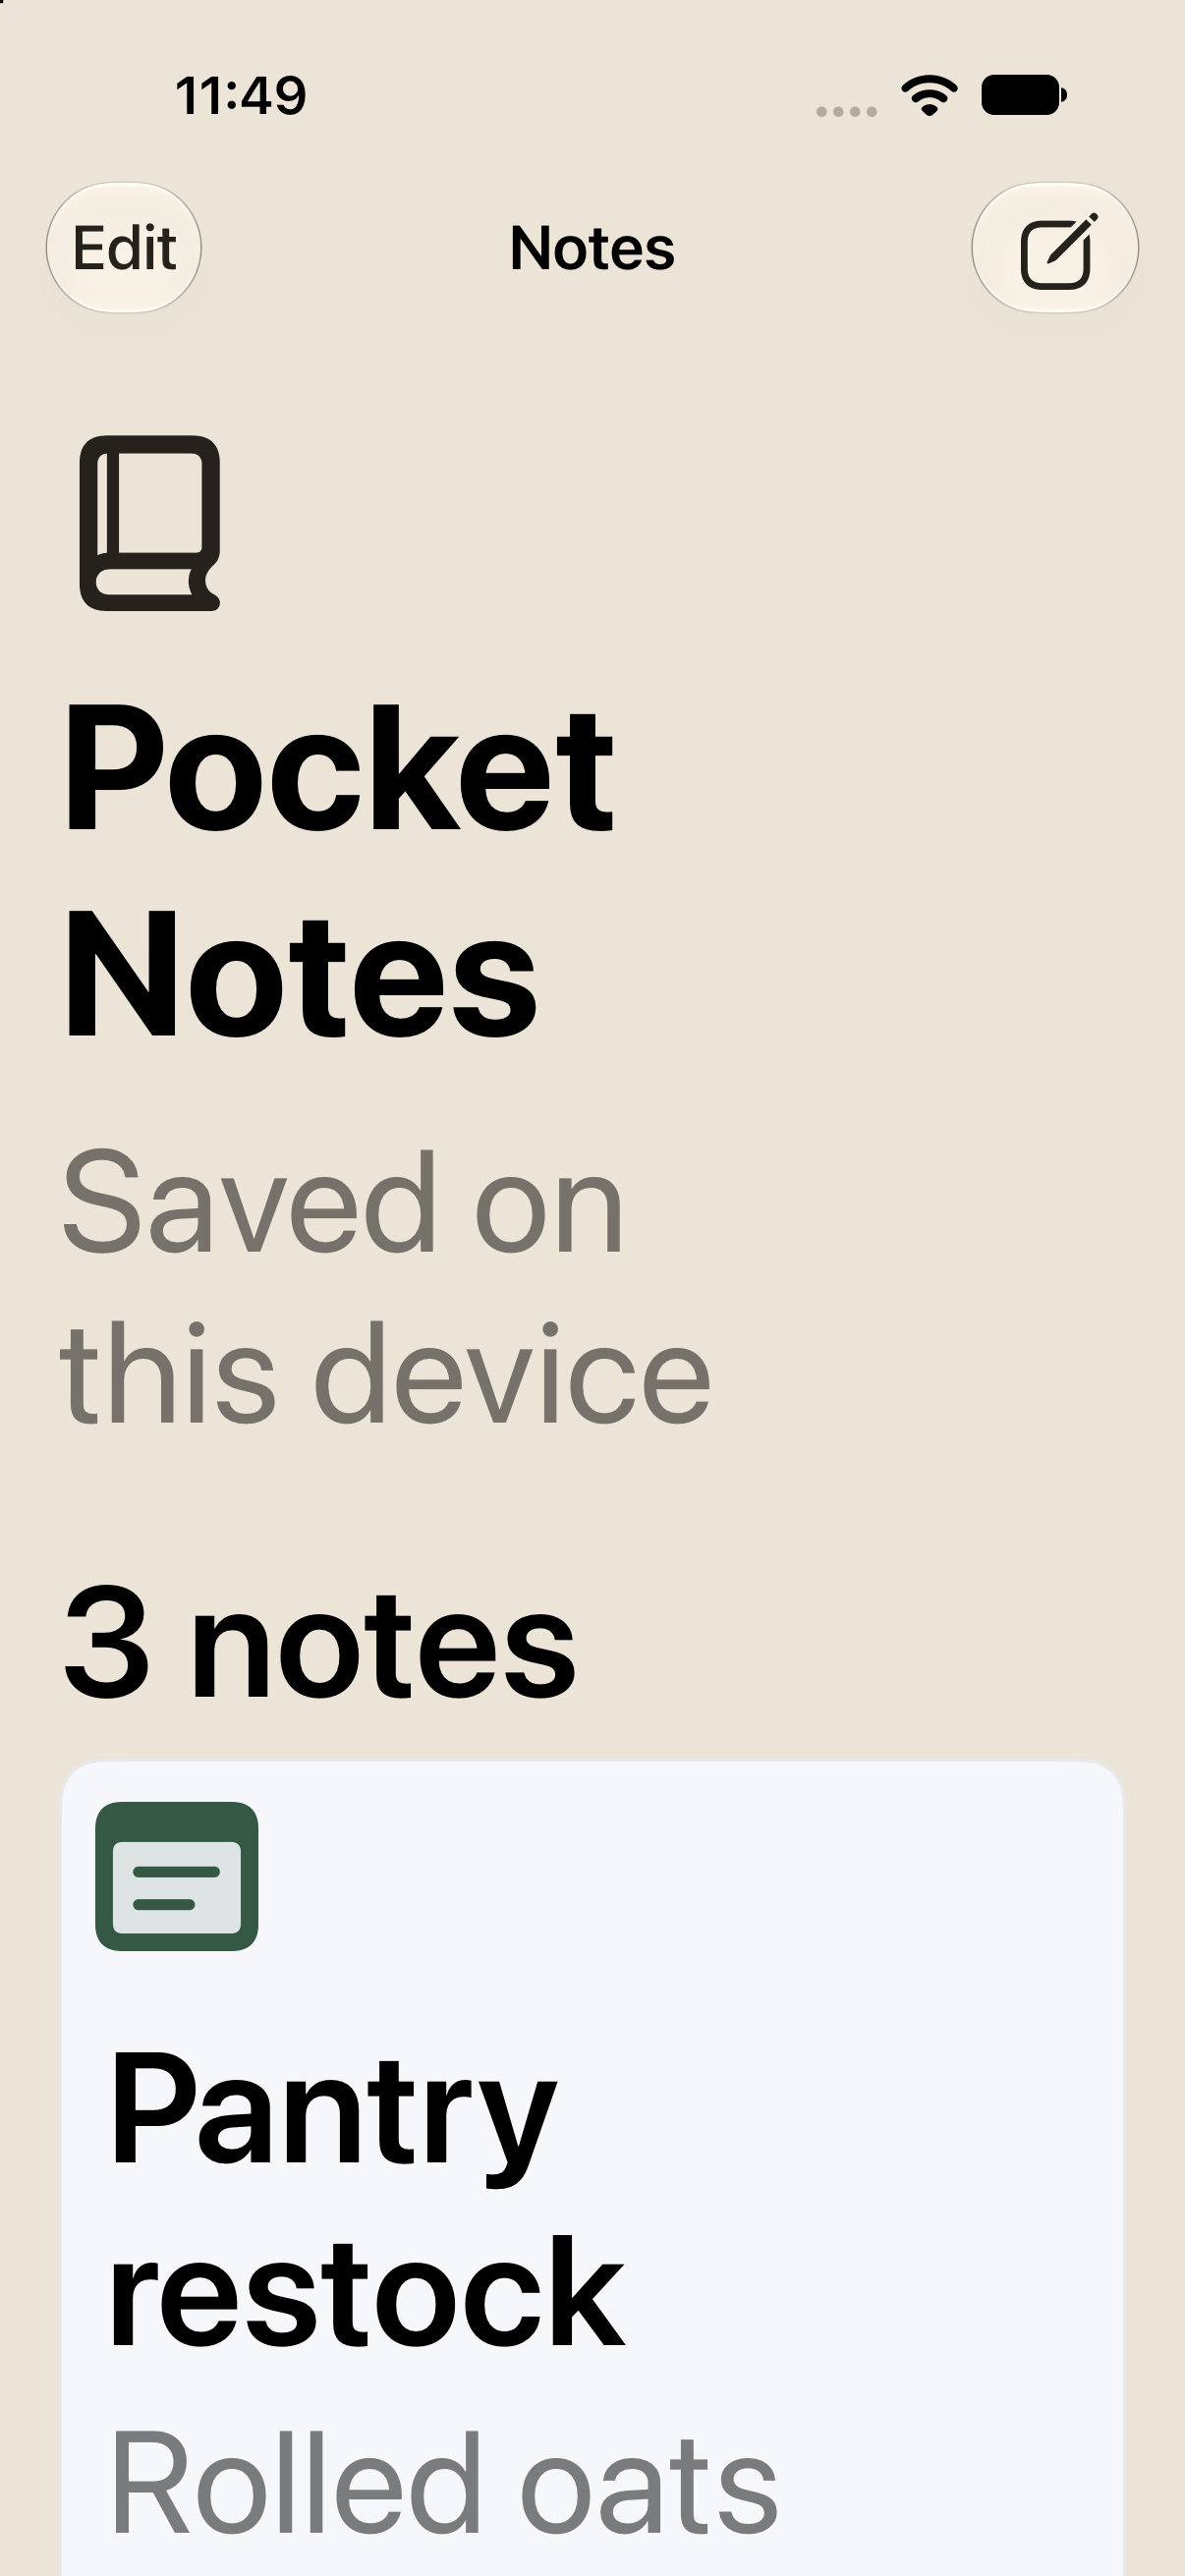 11:49
Edit
Notes
Pocket
Notes
Saved on
this device
3 notes
Pantry
restock
Rolled oats